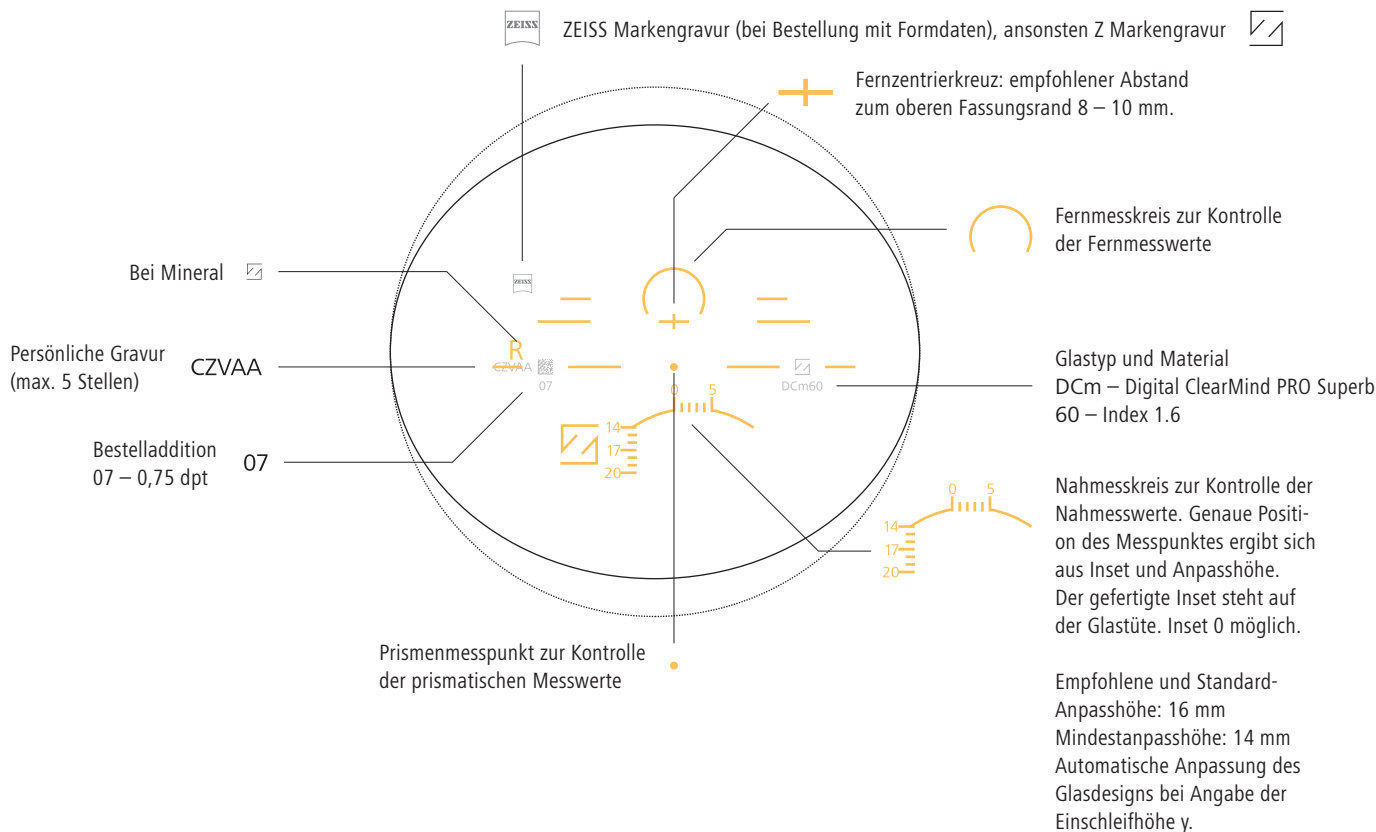 ZEISS
ZEISS Markengravur (bei Bestellung mit Formdaten), ansonsten Z Markengravur
Fernzentrierkreuz: empfohlener Abstand
zum oberen Fassungsrand 8 – 10 mm.
Fernmesskreis zur Kontrolle
der Fernmesswerte
Bei Mineral
ZEISS
R
Persönliche Gravur
(max. 5 Stellen)
CZVAA
CZVAA
07
DCm60
Glastyp und Material
DCm – Digital ClearMind PRO Superb
60 – Index 1.6
0 5
14
17
20
Bestelladdition
07 – 0,75 dpt
07
0 5
14
17
20
Nahmesskreis zur Kontrolle der
Nahmesswerte. Genaue Positi-
on des Messpunktes ergibt sich
aus Inset und Anpasshöhe.
Der gefertigte Inset steht auf
der Glastüte. Inset 0 möglich.
Prismenmesspunkt zur Kontrolle
der prismatischen Messwerte
Empfohlene und Standard-
Anpasshöhe: 16 mm
Mindestanpasshöhe: 14 mm
Automatische Anpassung des
Glasdesigns bei Angabe der
Einschleifhöhe y.